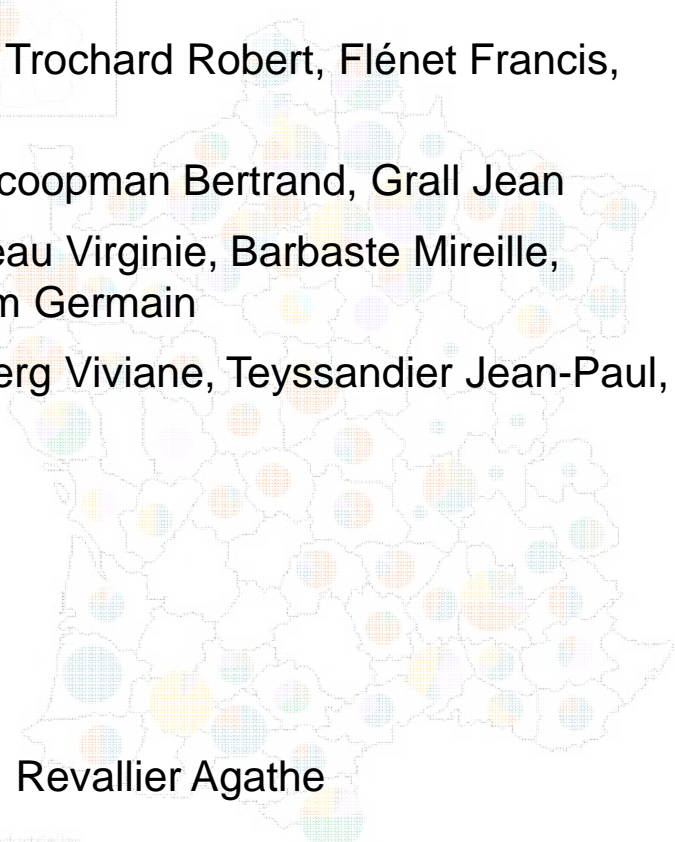 Trochard Robert, Flénet Francis,
coopman Bertrand, Grall Jean
eau Virginie, Barbaste Mireille,
m Germain
erg Viviane, Teyssandier Jean-Paul,
Revallier Agathe